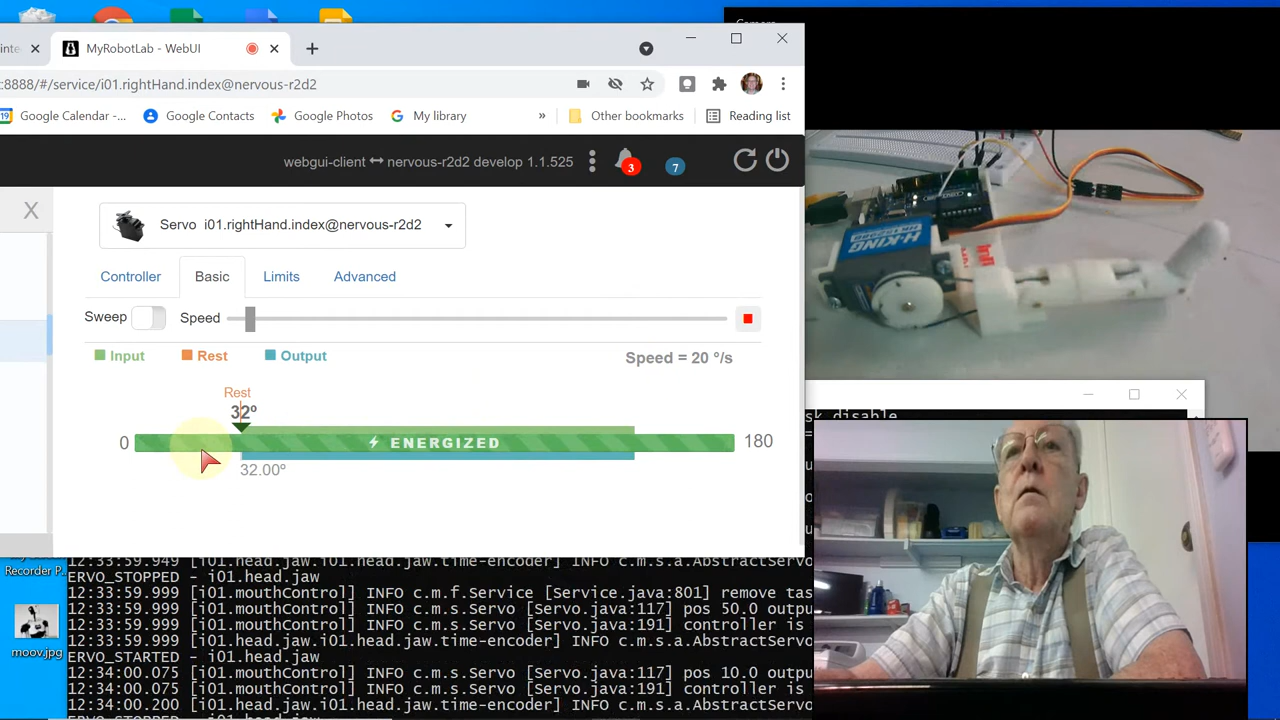 Camera
inte
MyRobotLab - WebUI
:8888/#/service/i01.rightHand.index@nervous-r2d2
Google Calendar -...
Google Contacts
Google Photos
My library
»
Other bookmarks
Reading list
webgui-client nervous-r2d2 develop 1.1.525
3
7
X
Servo i01.rightHand.index@nervous-r2d2
Controller
Basic
Limits
Advanced
Sweep
Speed
Input
Rest
Output
Speed = 20 °/s
Rest
32º
0
ENERGIZED
180
32.00º
H-KING
sk disable
12:33:59.949 [i01.head.jaw.i01.head.jaw.time-encoder] INFO c.m.s.a.AbstractServo
ERVO_STOPPED - i01.head.jaw
12:33:59.999 [i01.mouthControl] INFO c.m.f.Service [Service.java:801] remove tas
12:33:59.999 [i01.mouthControl] INFO c.m.s.Servo [Servo.java:117] pos 50.0 outpu
12:33:59.999 [i01.mouthControl] INFO c.m.s.Servo [Servo.java:191] controller is
12:33:59.999 [i01.head.jaw.i01.head.jaw.time-encoder] INFO c.m.s.a.AbstractServo
ERVO_STARTED - i01.head.jaw
12:34:00.075 [i01.mouthControl] INFO c.m.s.Servo [Servo.java:117] pos 10.0 outpu
12:34:00.075 [i01.mouthControl] INFO c.m.s.Servo [Servo.java:191] controller is
12:34:00.200 [i01.head.jaw.i01.head.jaw.time-encoder] INFO c.m.s.a.AbstractServo
ERVO_STOPPED - i01.head.jaw
Recorder P...
moov.jpg